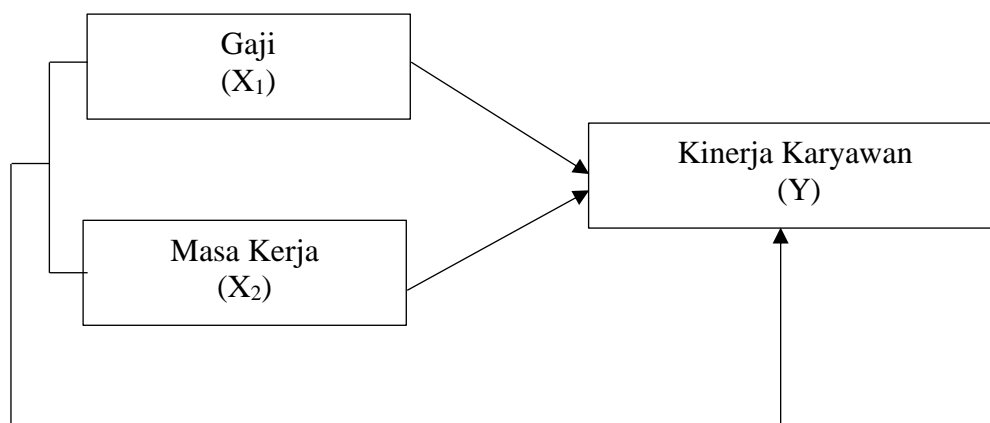 Gaji
(X₁)
Kinerja Karyawan
(Y)
Masa Kerja
(X₂)